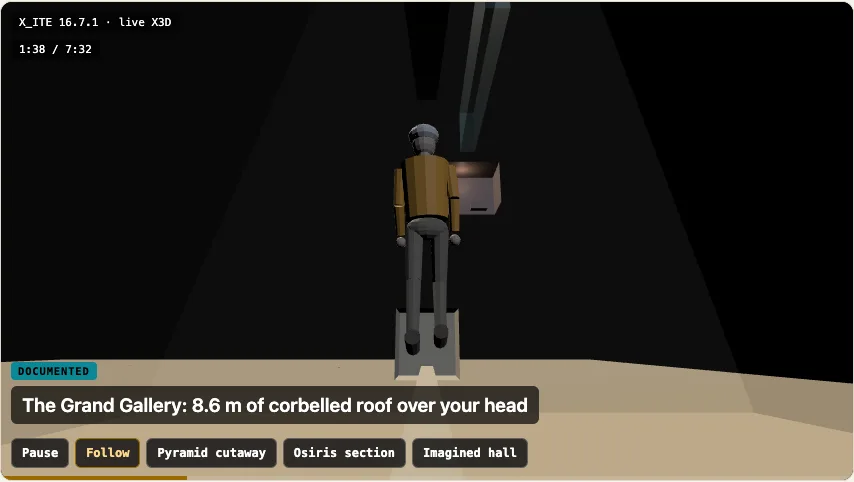 X_ITE 16.7.1 · live X3D
1:38 / 7:32
DOCUMENTED
The Grand Gallery: 8.6 m of corbelled roof over your head
Pause
Follow
Pyramid cutaway
Osiris section
Imagined hall